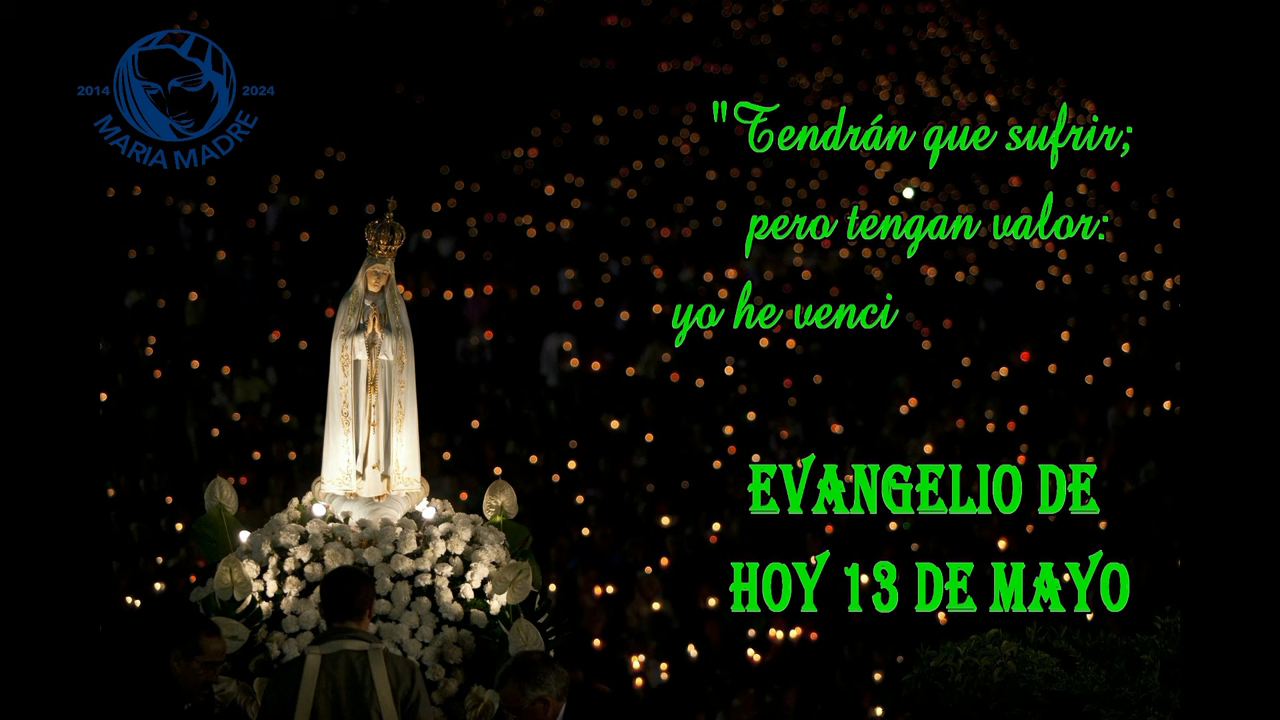 2014 2024
MARIA MADRE
"Tendrán que sufrir;
pero tengan valor:
yo he venci
EVANGELIO DE
HOY 13 DE MAYO